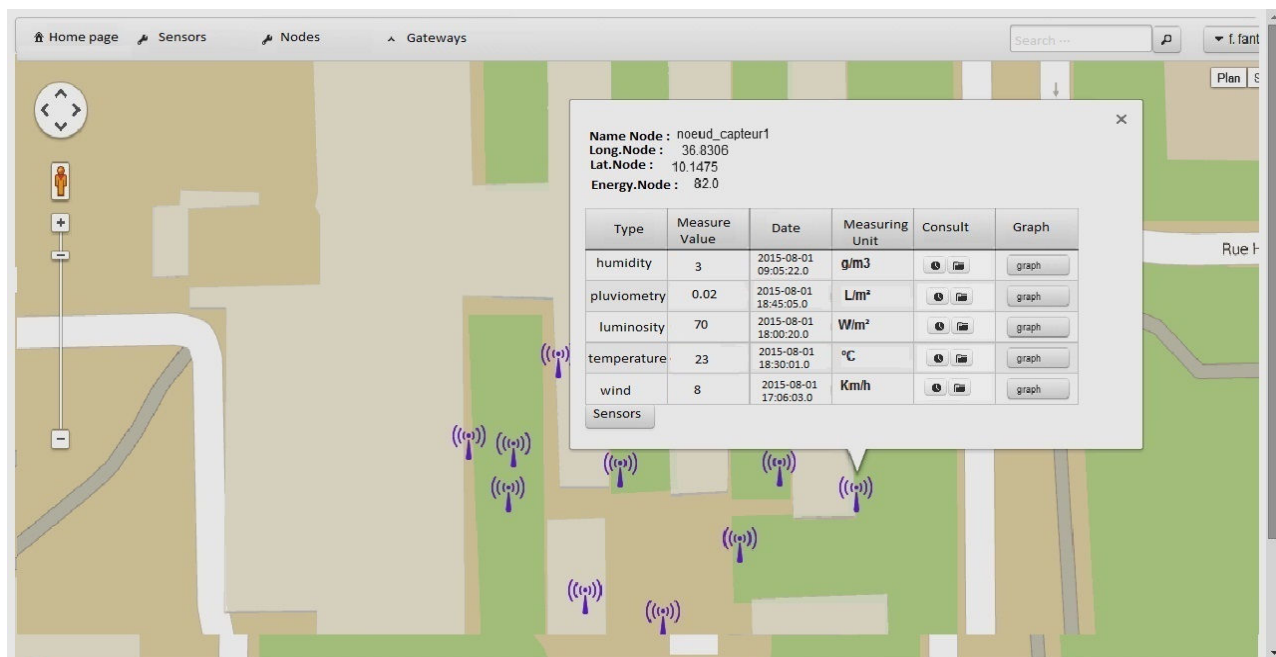 Home page Sensors Nodes Gateways Search ... f. fant
Plan S
Name Node : noeud_capteur1
Long.Node : 36.8306
Lat.Node : 10.1475
Energy.Node : 82.0
Type Measure Value Date Measuring Unit Consult Graph
humidity 3 2015-08-01 09:05:22.0 g/m3 graph
pluviometry 0.02 2015-08-01 18:45:05.0 L/m² graph
luminosity 70 2015-08-01 18:00:20.0 W/m² graph
temperature 23 2015-08-01 18:30:01.0 °C graph
wind 8 2015-08-01 17:06:03.0 Km/h graph
Sensors
Rue H